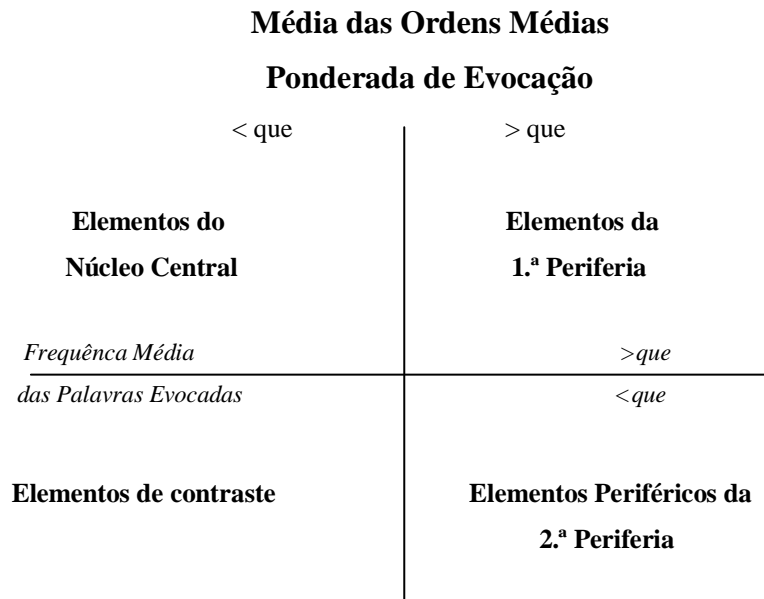 Média das Ordens Médias
Ponderada de Evocação
< que > que
Elementos do Elementos da
Núcleo Central 1.ª Periferia
Frequênca Média >que
das Palavras Evocadas <que
Elementos de contraste Elementos Periféricos da
2.ª Periferia